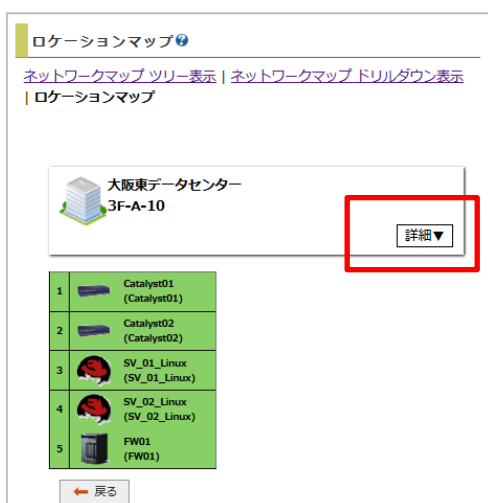 ロケーションマップ?
ネットワークマップ ツリー表示 | ネットワークマップ ドリルダウン表示
| ロケーションマップ
大阪東データセンター
3F-A-10
詳細▼
1 Catalyst01
(Catalyst01)
2 Catalyst02
(Catalyst02)
3 SV_01_Linux
(SV_01_Linux)
4 SV_02_Linux
(SV_02_Linux)
5 FW01
(FW01)
戻る